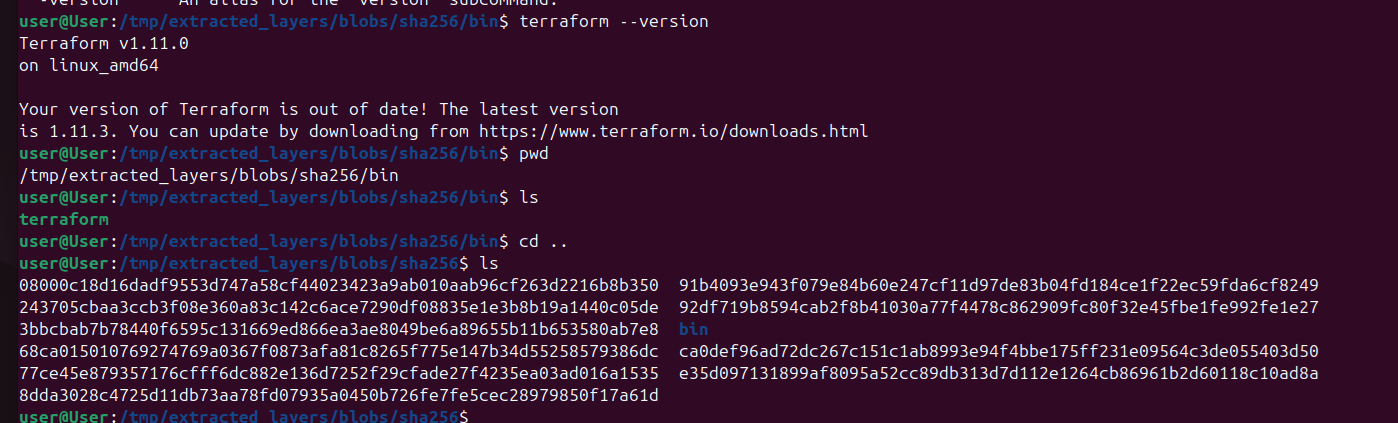 --version     An alias for the "version" subcommand.
user@User:/tmp/extracted_layers/blobs/sha256/bin$ terraform --version
Terraform v1.11.0
on linux_amd64
Your version of Terraform is out of date! The latest version
is 1.11.3. You can update by downloading from https://www.terraform.io/downloads.html
user@User:/tmp/extracted_layers/blobs/sha256/bin$ pwd
/tmp/extracted_layers/blobs/sha256/bin
user@User:/tmp/extracted_layers/blobs/sha256/bin$ ls
terraform
user@User:/tmp/extracted_layers/blobs/sha256/bin$ cd ..
user@User:/tmp/extracted_layers/blobs/sha256$ ls
08000c18d16dadf9553d747a58cf44023423a9ab010aab96cf263d2216b8b350  91b4093e943f079e84b60e247cf11d97de83b04fd184ce1f22ec59fda6cf8249
243705cbaa3ccb3f08e360a83c142c6ace7290df08835e1e3b8b19a1440c05de  92df719b8594cab2f8b41030a77f4478c862909fc80f32e45fbe1fe992fe1e27
3bbcbab7b78440f6595c131669ed866ea3ae8049be6a89655b11b653580ab7e8  bin
68ca015010769274769a0367f0873afa81c8265f775e147b34d55258579386dc  ca0def96ad72dc267c151c1ab8993e94f4bbe175ff231e09564c3de055403d50
77ce45e879357176cfff6dc882e136d7252f29cfade27f4235ea03ad016a1535  e35d097131899af8095a52cc89db313d7d112e1264cb86961b2d60118c10ad8a
8dda3028c4725d11db73aa78fd07935a0450b726fe7fe5cec28979850f17a61d
user@User:/tmp/extracted_layers/blobs/sha256$